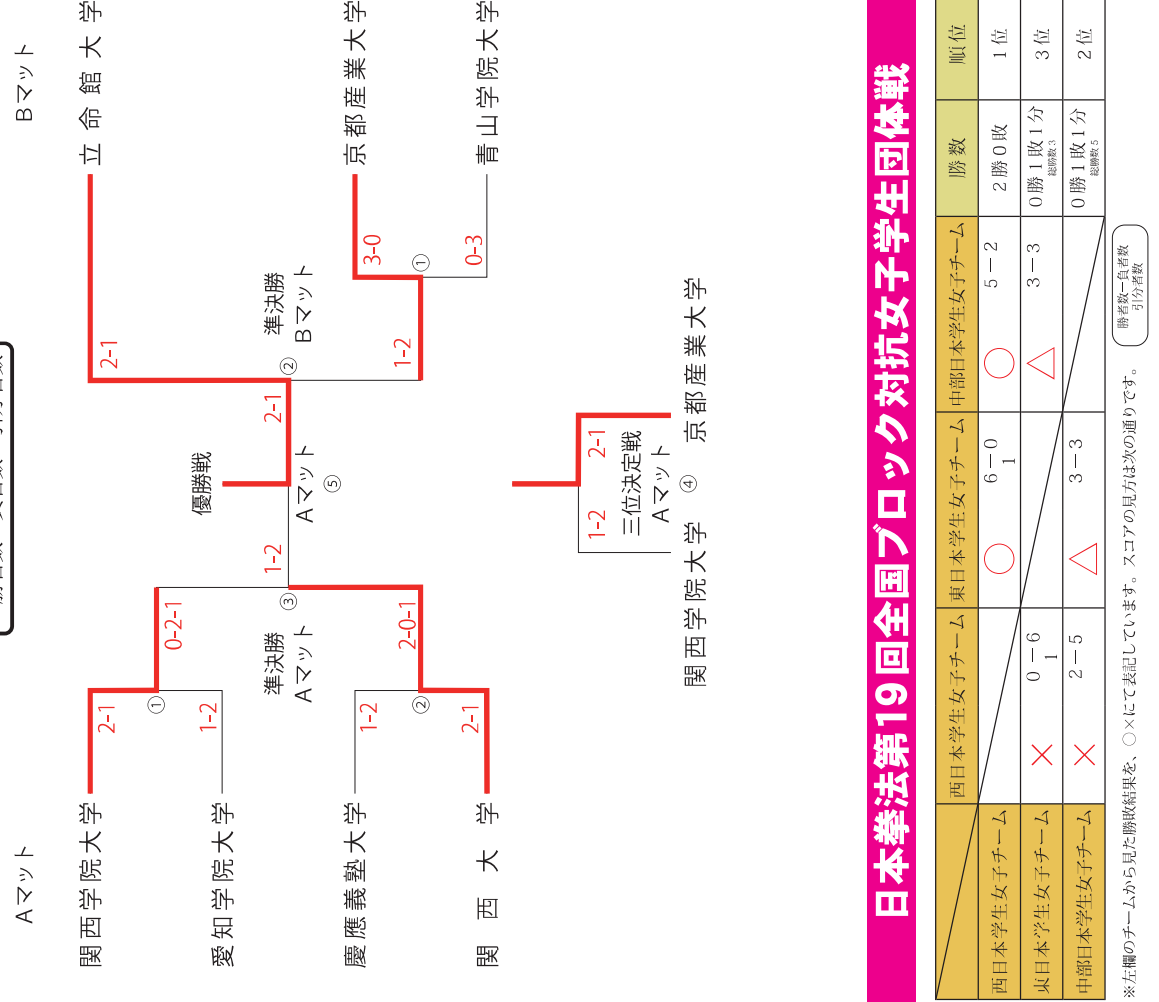 Aマット
Bマット
関西学院大学
2-1
愛知学院大学
1-2
①
0-2-1
慶應義塾大学
1-2
関西大学
2-1
②
2-0-1
準決勝
Aマット
③
1-2
優勝戦
Aマット
⑤
2-1
立命館大学
2-1
準決勝
Bマット
②
1-2
京都産業大学
3-0
①
青山学院大学
0-3
三位決定戦
Aマット
④
関西学院大学
1-2
京都産業大学
2-1
日本拳法第19回全国ブロック対抗女子学生団体戦
西日本学生女子チーム 東日本学生女子チーム 中部日本学生女子チーム 勝数 順位
西日本学生女子チーム ○ 6－0 1 ○ 5－2 2勝0敗 1位
東日本学生女子チーム × 0－6 1 △ 3－3 0勝1敗1分 総勝数3 3位
中部日本学生女子チーム × 2－5 △ 3－3 0勝1敗1分 総勝数5 2位
※左欄のチームから見た勝敗結果を、○×にて表記しています。スコアの見方は次の通りです。
勝者数ー負者数
引分者数